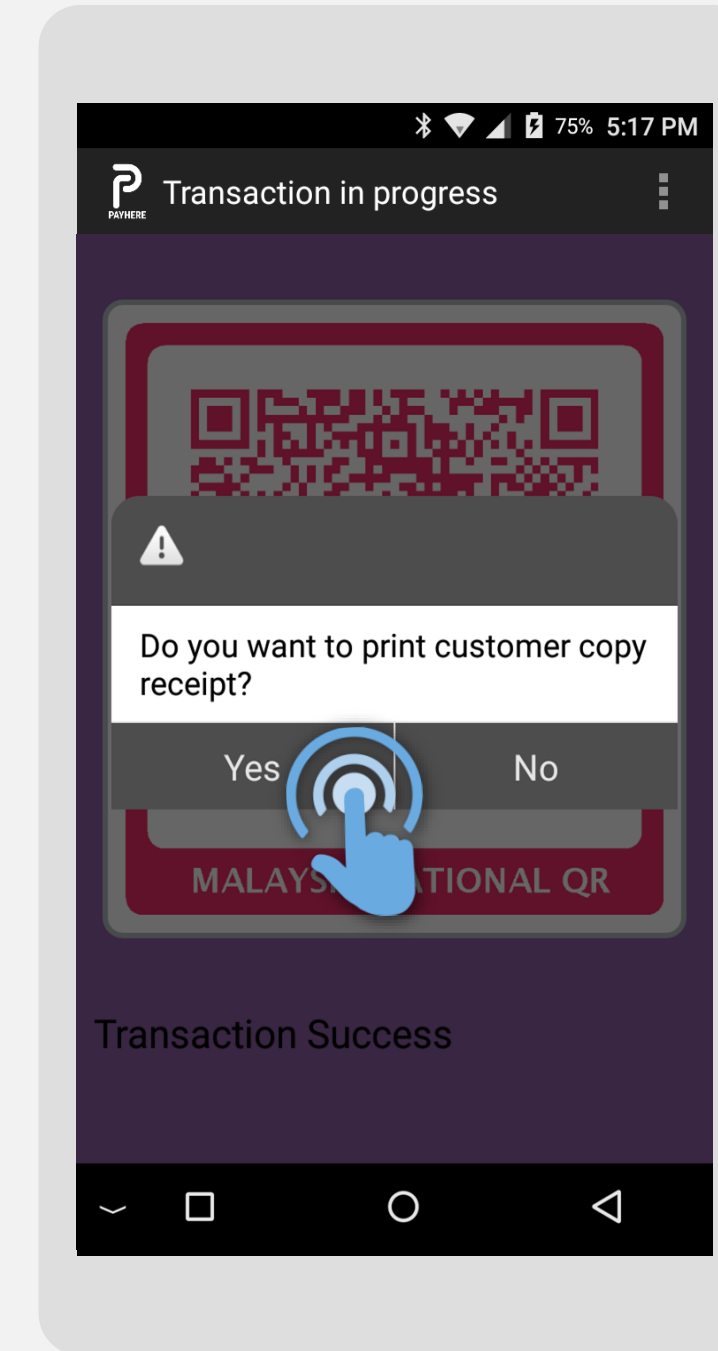 75% 5:17 PM
PAYHERE
Transaction in progress
Do you want to print customer copy
receipt?
Yes No
QR
Transaction Success